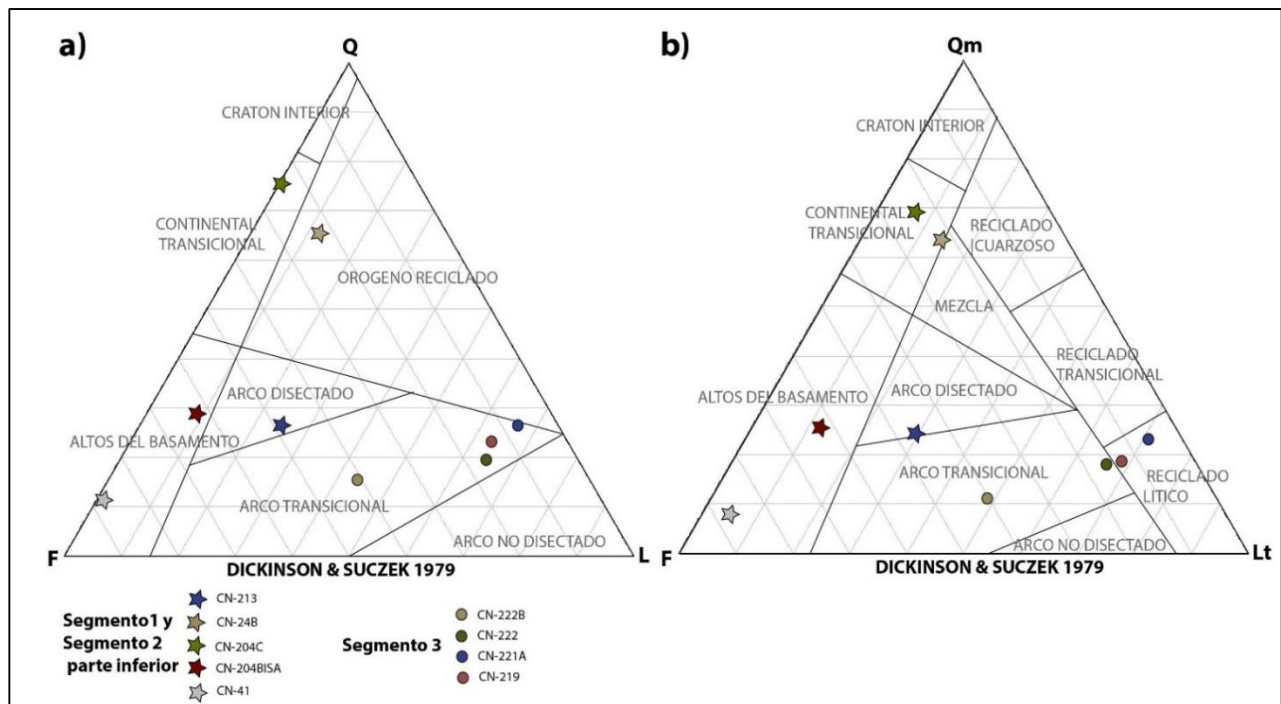 a)
Q
CRATON INTERIOR
CONTINENTAL
TRANSICIONAL
OROGENO RECICLADO
ARCO DISECTADO
ALTOS DEL BASAMENTO
ARCO TRANSICIONAL
ARCO NO DISECTADO
F
L
DICKINSON & SUCZEK 1979
b)
Qm
CRATON INTERIOR
CONTINENTAL
TRANSICIONAL
RECICLADO
|CUARZOSO
MEZCLA
RECICLADO
TRANSICIONAL
ALTOS DEL BASAMENTO
ARCO DISECTADO
ARCO TRANSICIONAL
RECICLADO
LITICO
ARCO NO DISECTADO
F
Lt
DICKINSON & SUCZEK 1979
Segmento1 y
Segmento 2
parte inferior
CN-213
CN-24B
CN-204C
CN-204BISA
CN-41
Segmento 3
CN-222B
CN-222
CN-221A
CN-219